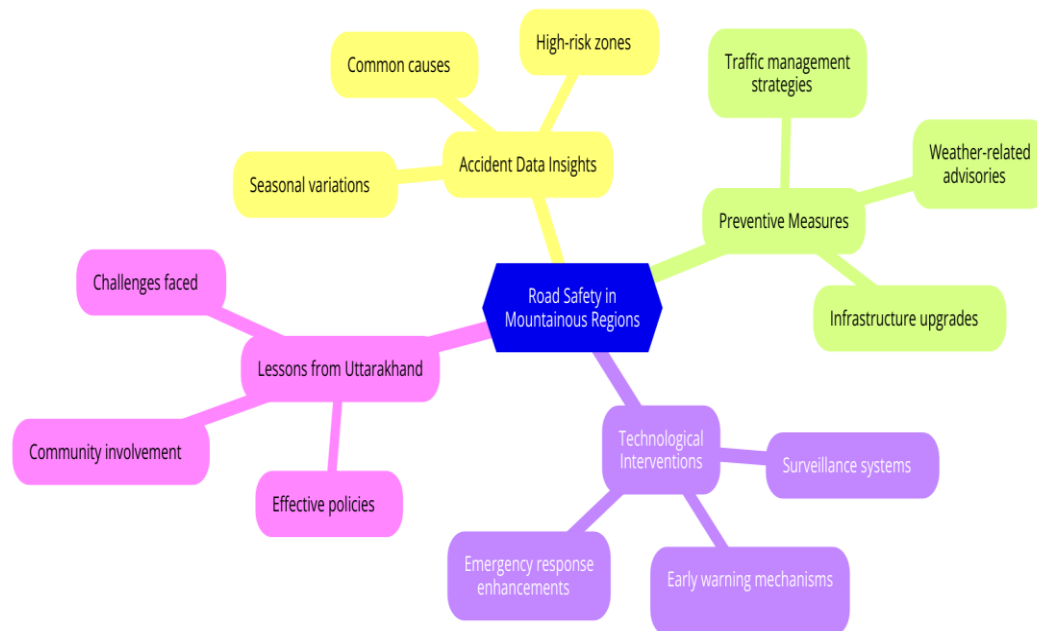 Road Safety in
Mountainous Regions
Accident Data Insights
High-risk zones
Common causes
Seasonal variations
Preventive Measures
Traffic management
strategies
Weather-related
advisories
Infrastructure upgrades
Technological
Interventions
Surveillance systems
Early warning mechanisms
Emergency response
enhancements
Lessons from Uttarakhand
Challenges faced
Community involvement
Effective policies